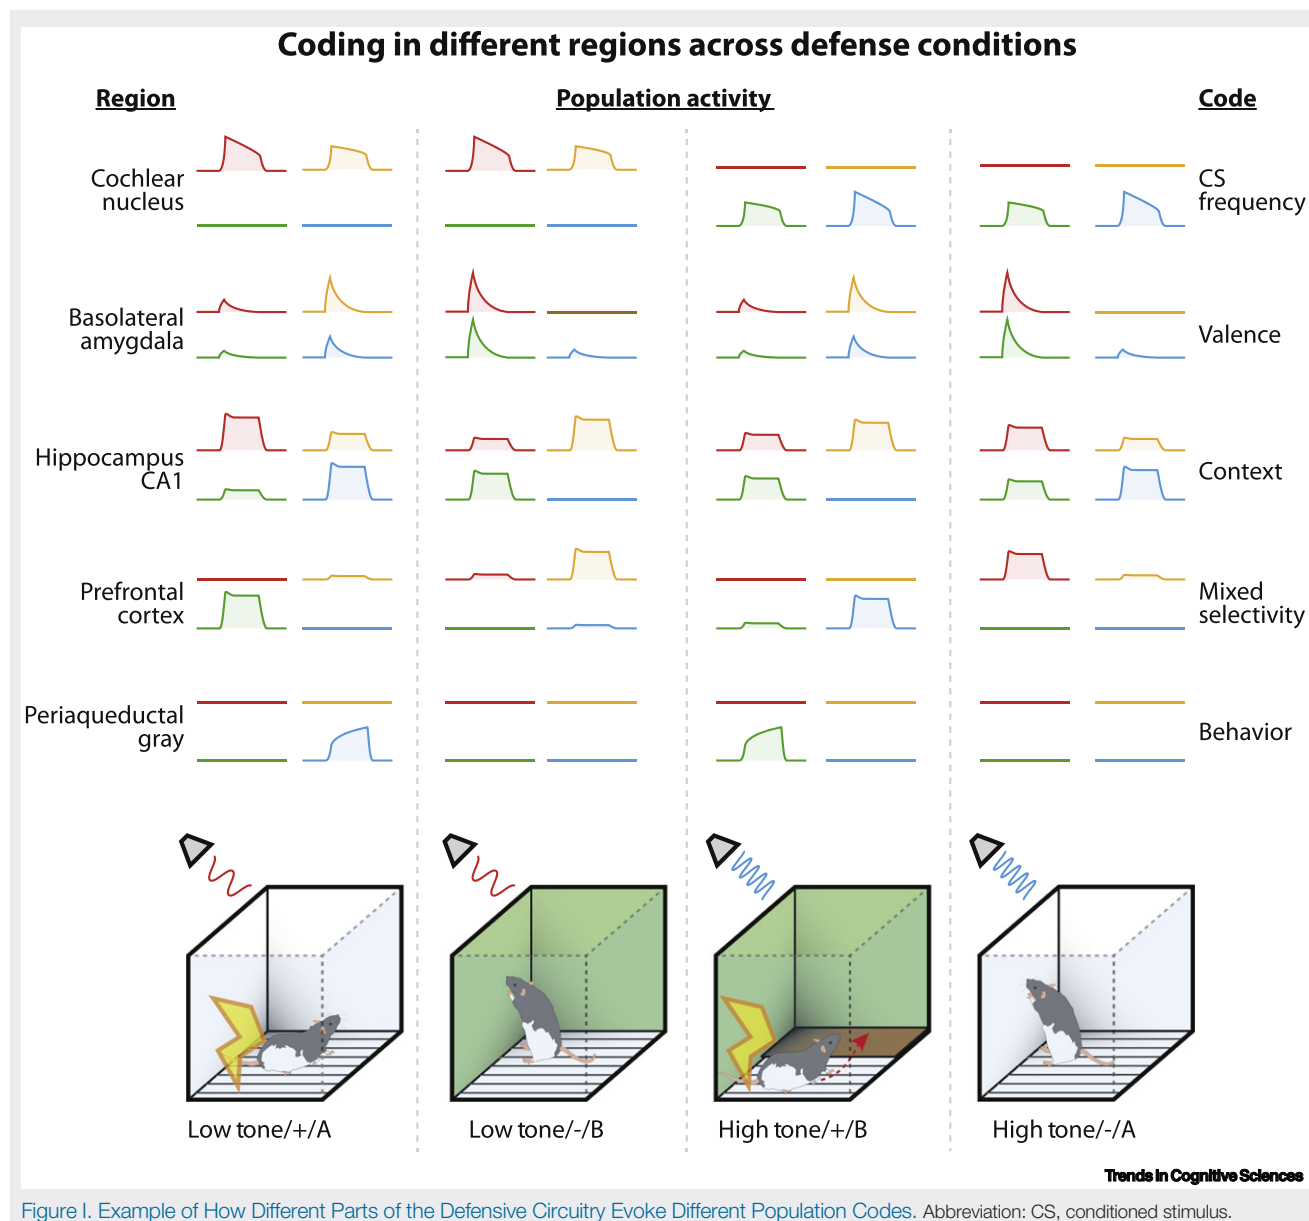 Coding in different regions across defense conditions
Region
Population activity
Code
Cochlear
nucleus
CS
frequency
Basolateral
amygdala
Valence
Hippocampus
CA1
Context
Prefrontal
cortex
Mixed
selectivity
Periaqueductal
gray
Behavior
Low tone/+/A
Low tone/-/B
High tone/+/B
High tone/-/A
Trends in Cognitive Sciences
Figure I. Example of How Different Parts of the Defensive Circuitry Evoke Different Population Codes. Abbreviation: CS, conditioned stimulus.